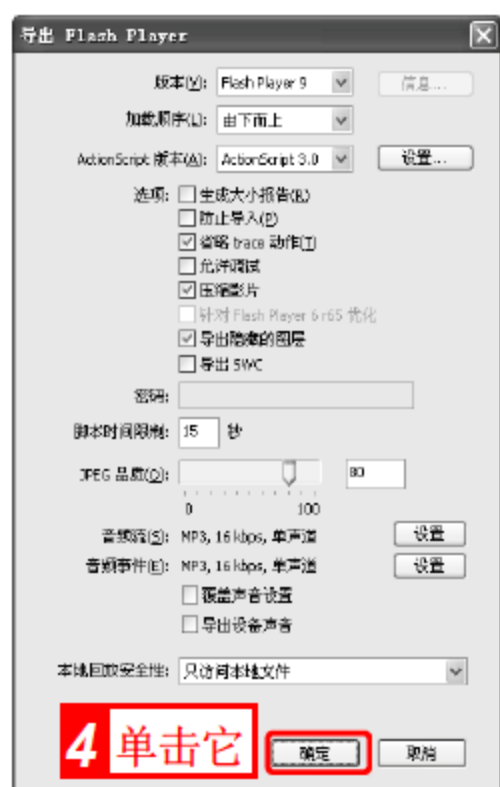 导出 Flash Player
版本(V): Flash Player 9 信息...
加载顺序(L): 由下而上
ActionScript 版本(A): ActionScript 3.0 设置...
选项: 生成大小报告(R)
防止导入(P)
省略 trace 动作(T)
允许调试
压缩影片
针对 Flash Player 6 r65 优化
导出隐藏的图层
导出 SWC
密码:
脚本时间限制: 15 秒
JPEG 品质(Q): 80
0 100
音频流(S): MP3, 16 kbps, 单声道 设置
音频事件(E): MP3, 16 kbps, 单声道 设置
覆盖声音设置
导出设备声音
本地回放安全性: 只访问本地文件
4 单击它 确定 取消